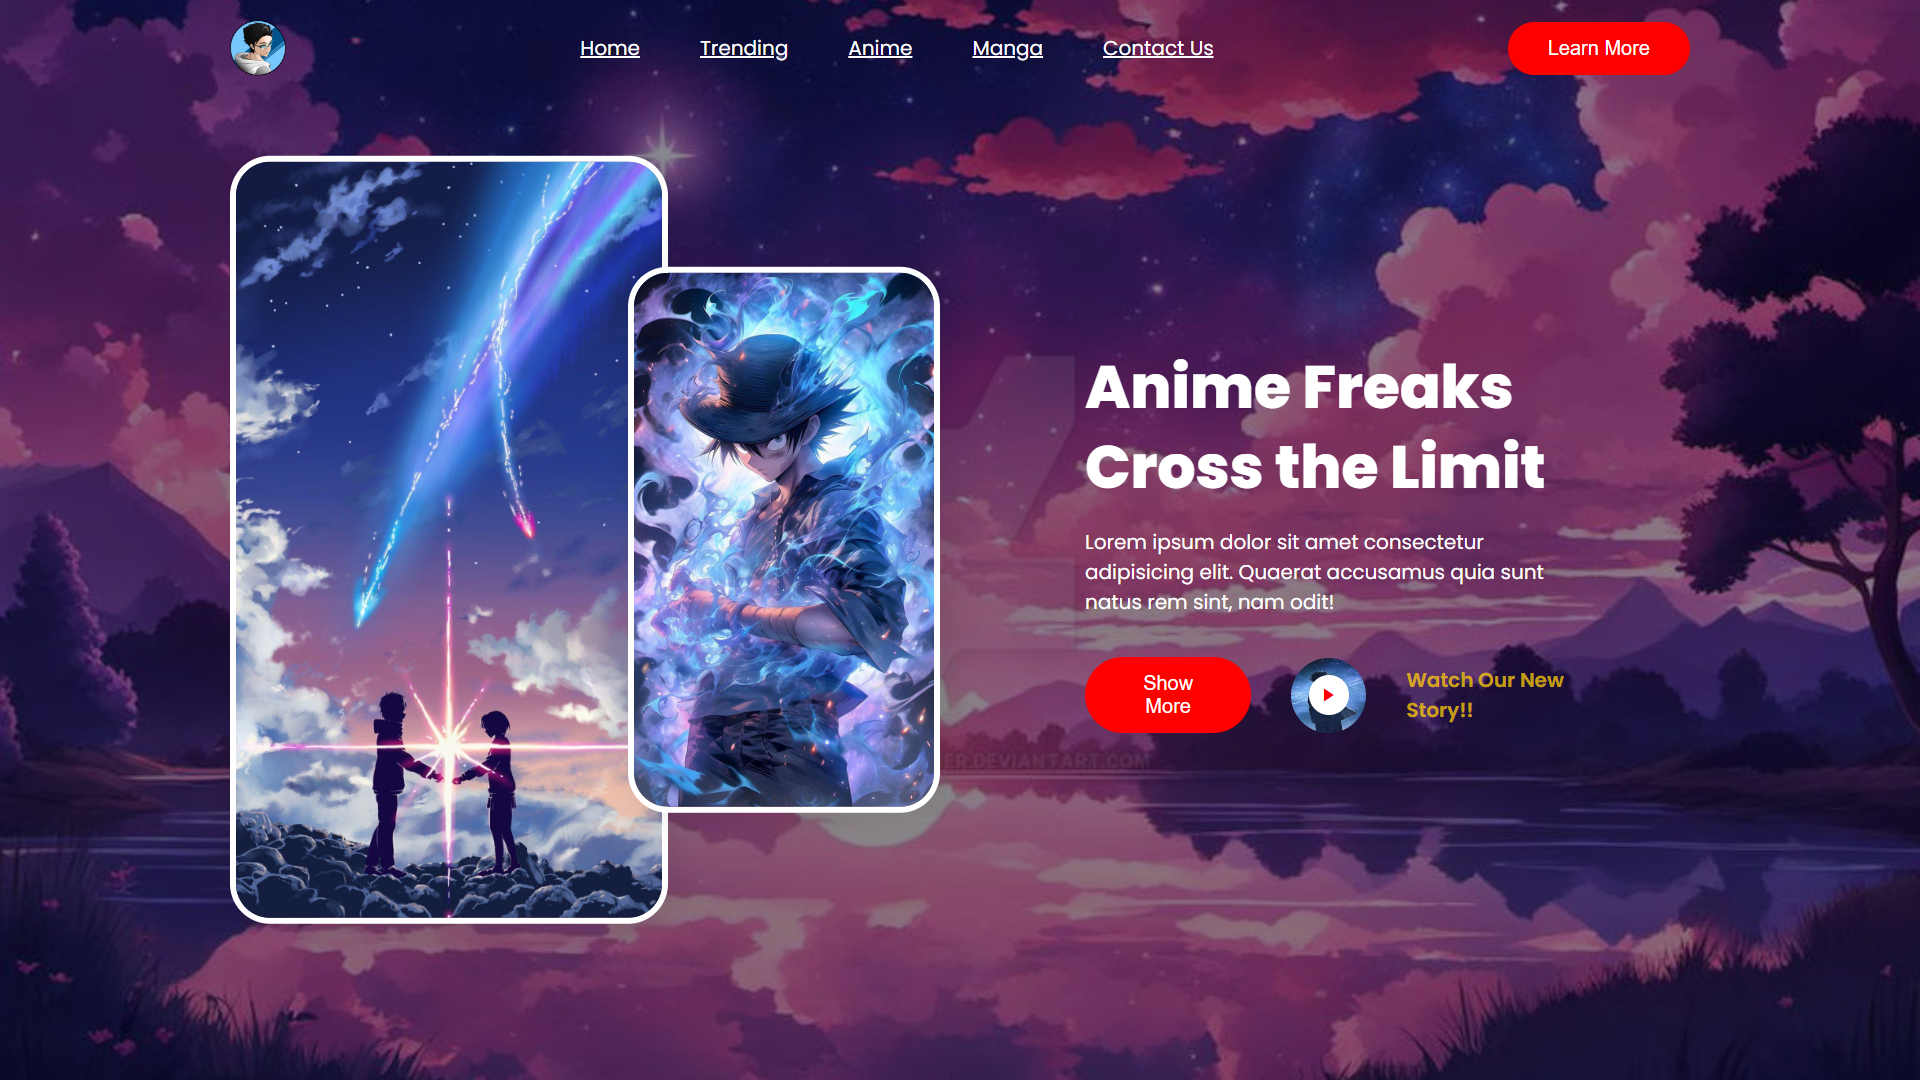 Home
Trending
Anime
Manga
Contact Us
Learn More
Anime Freaks
Cross the Limit
Lorem ipsum dolor sit amet consectetur
adipisicing elit. Quaerat accusamus quia sunt
natus rem sint, nam odit!
Show
More
Watch Our New
Story!!
ER.DEVIANTART.COM